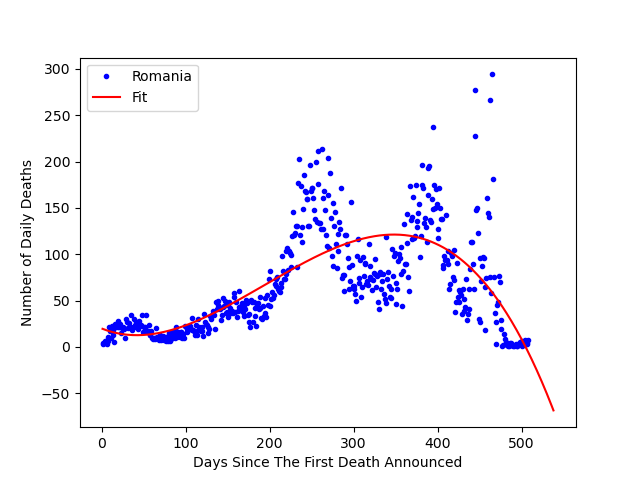 Romania
Fit
300
250
200
150
100
50
0
−50
Number of Daily Deaths
0 100 200 300 400 500
Days Since The First Death Announced